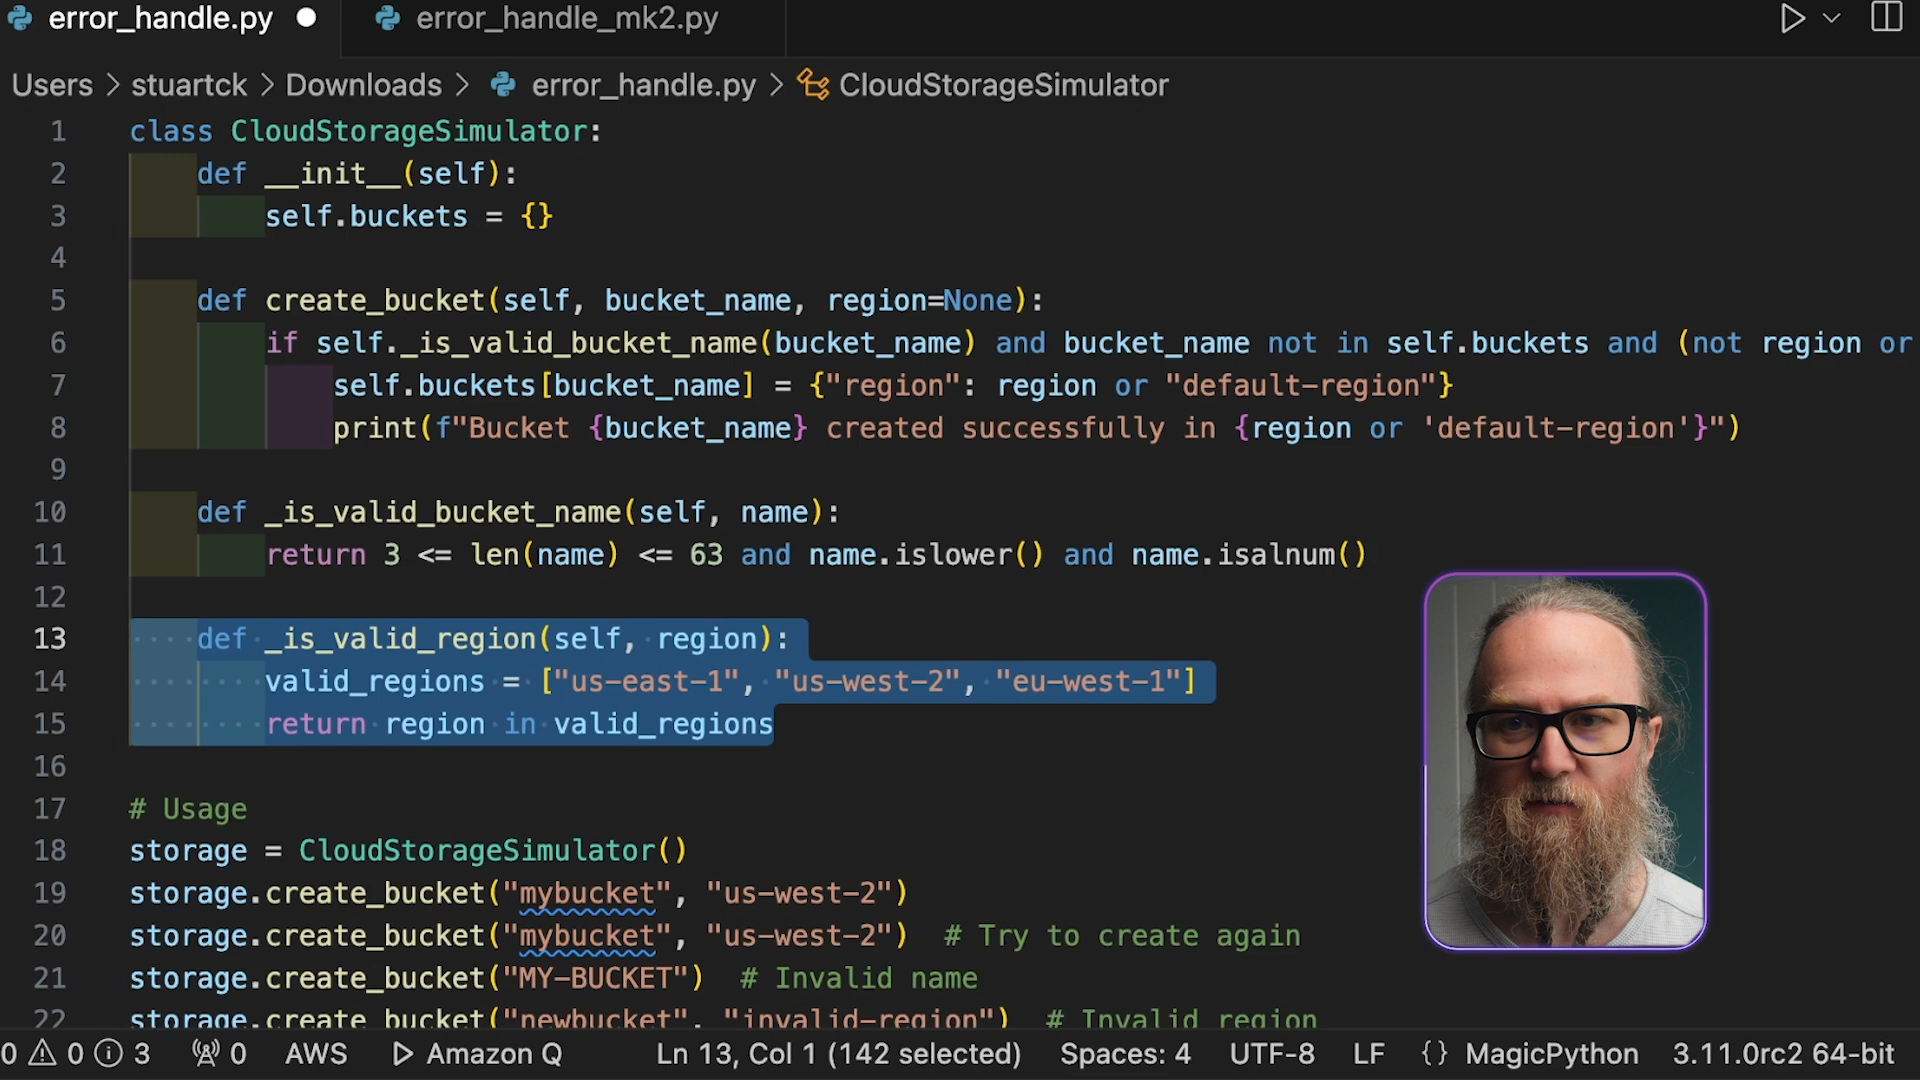 error_handle.py error_handle_mk2.py
Users > stuartck > Downloads > error_handle.py > CloudStorageSimulator
1 class CloudStorageSimulator:
2 def __init__(self):
3 self.buckets = {}
4
5 def create_bucket(self, bucket_name, region=None):
6 if self._is_valid_bucket_name(bucket_name) and bucket_name not in self.buckets and (not region or
7 self.buckets[bucket_name] = {"region": region or "default-region"}
8 print(f"Bucket {bucket_name} created successfully in {region or 'default-region'}")
9
10 def _is_valid_bucket_name(self, name):
11 return 3 <= len(name) <= 63 and name.islower() and name.isalnum()
12
13 def _is_valid_region(self, region):
14 valid_regions = ["us-east-1", "us-west-2", "eu-west-1"]
15 return region in valid_regions
16
17 # Usage
18 storage = CloudStorageSimulator()
19 storage.create_bucket("mybucket", "us-west-2")
20 storage.create_bucket("mybucket", "us-west-2") # Try to create again
21 storage.create_bucket("MY-BUCKET") # Invalid name
22 storage.create_bucket("newbucket", "invalid-region") # Invalid region
0 0 3 0 AWS Amazon Q Ln 13, Col 1 (142 selected) Spaces: 4 UTF-8 LF {} MagicPython 3.11.0rc2 64-bit